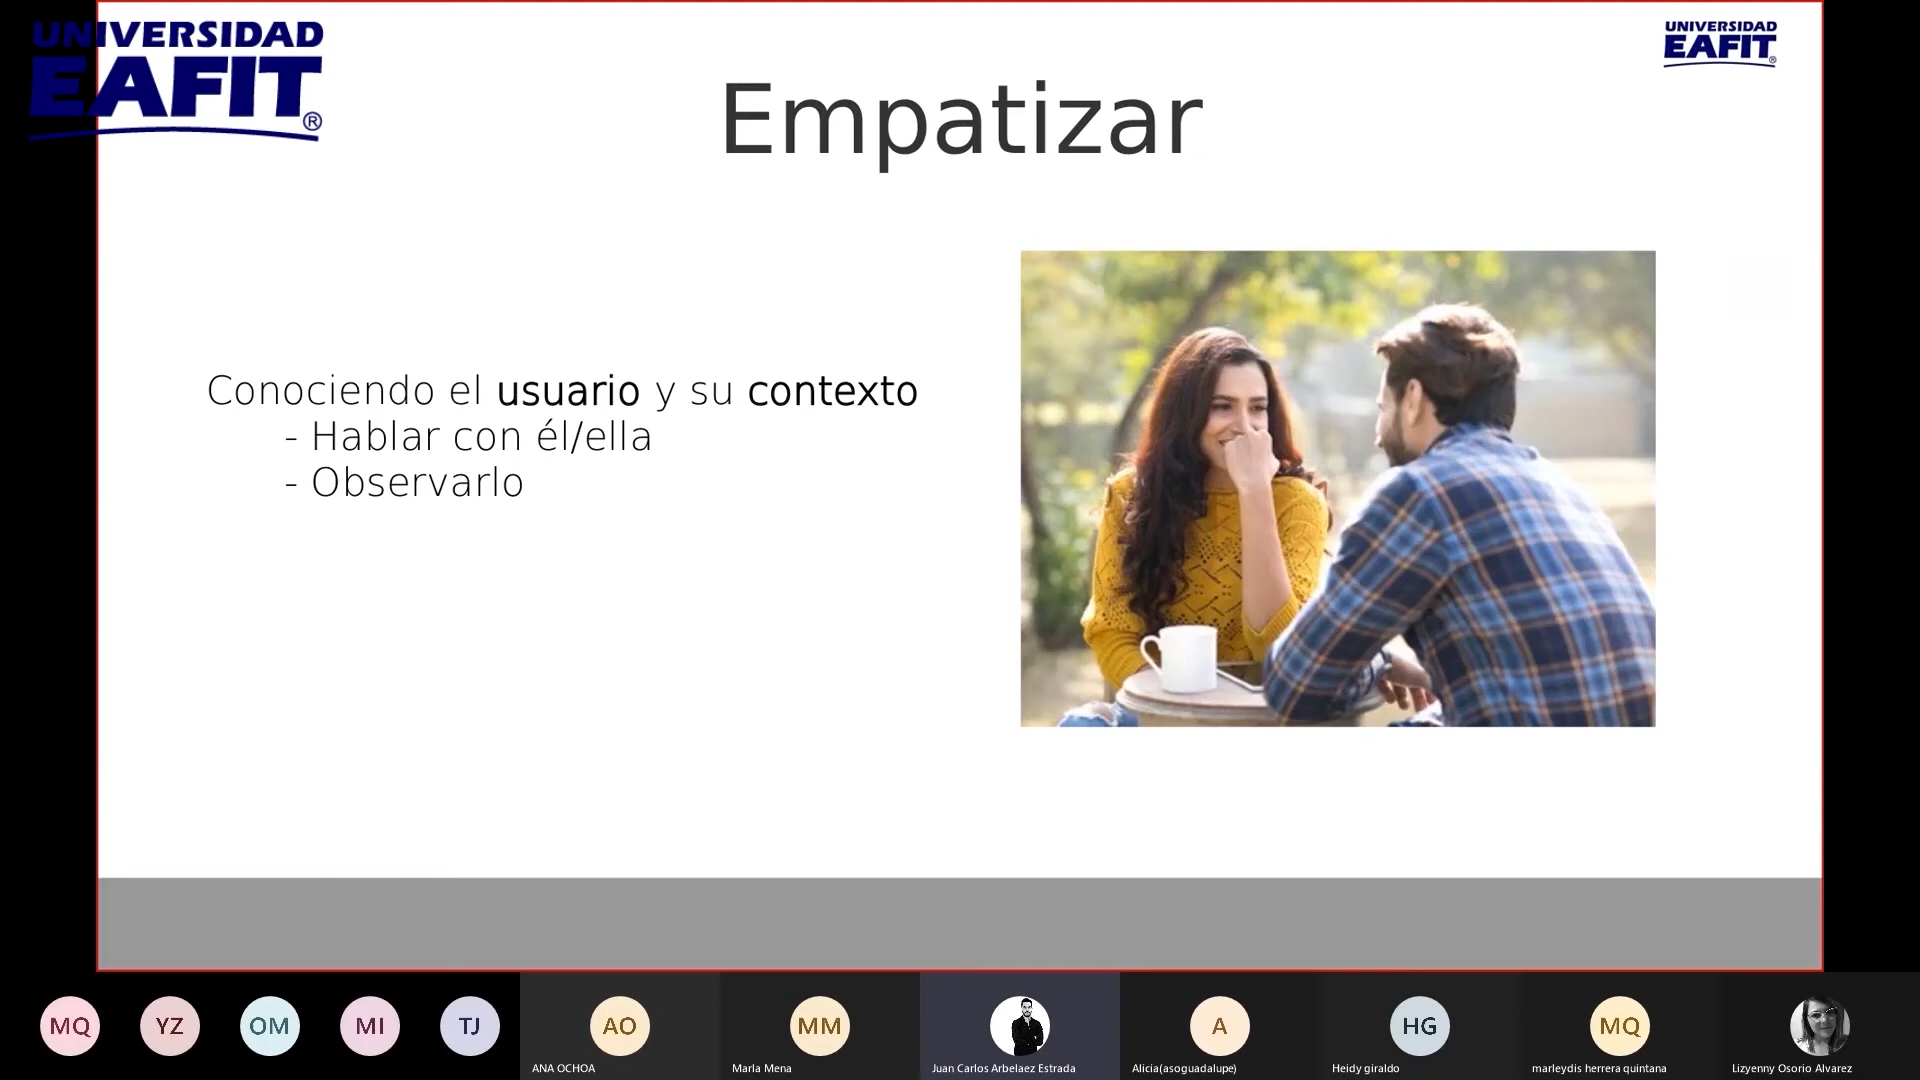 UNIVERSIDAD
EAFIT®
UNIVERSIDAD
EAFIT®
Empatizar
Conociendo el usuario y su contexto
- Hablar con él/ella
- Observarlo
MQ
YZ
OM
MI
TJ
AO
MM
A
HG
MQ
ANA OCHOA
Marla Mena
Juan Carlos Arbelaez Estrada
Alicia(asoguadalupe)
Heidy giraldo
marleydis herrera quintana
Lizyenny Osorio Alvarez